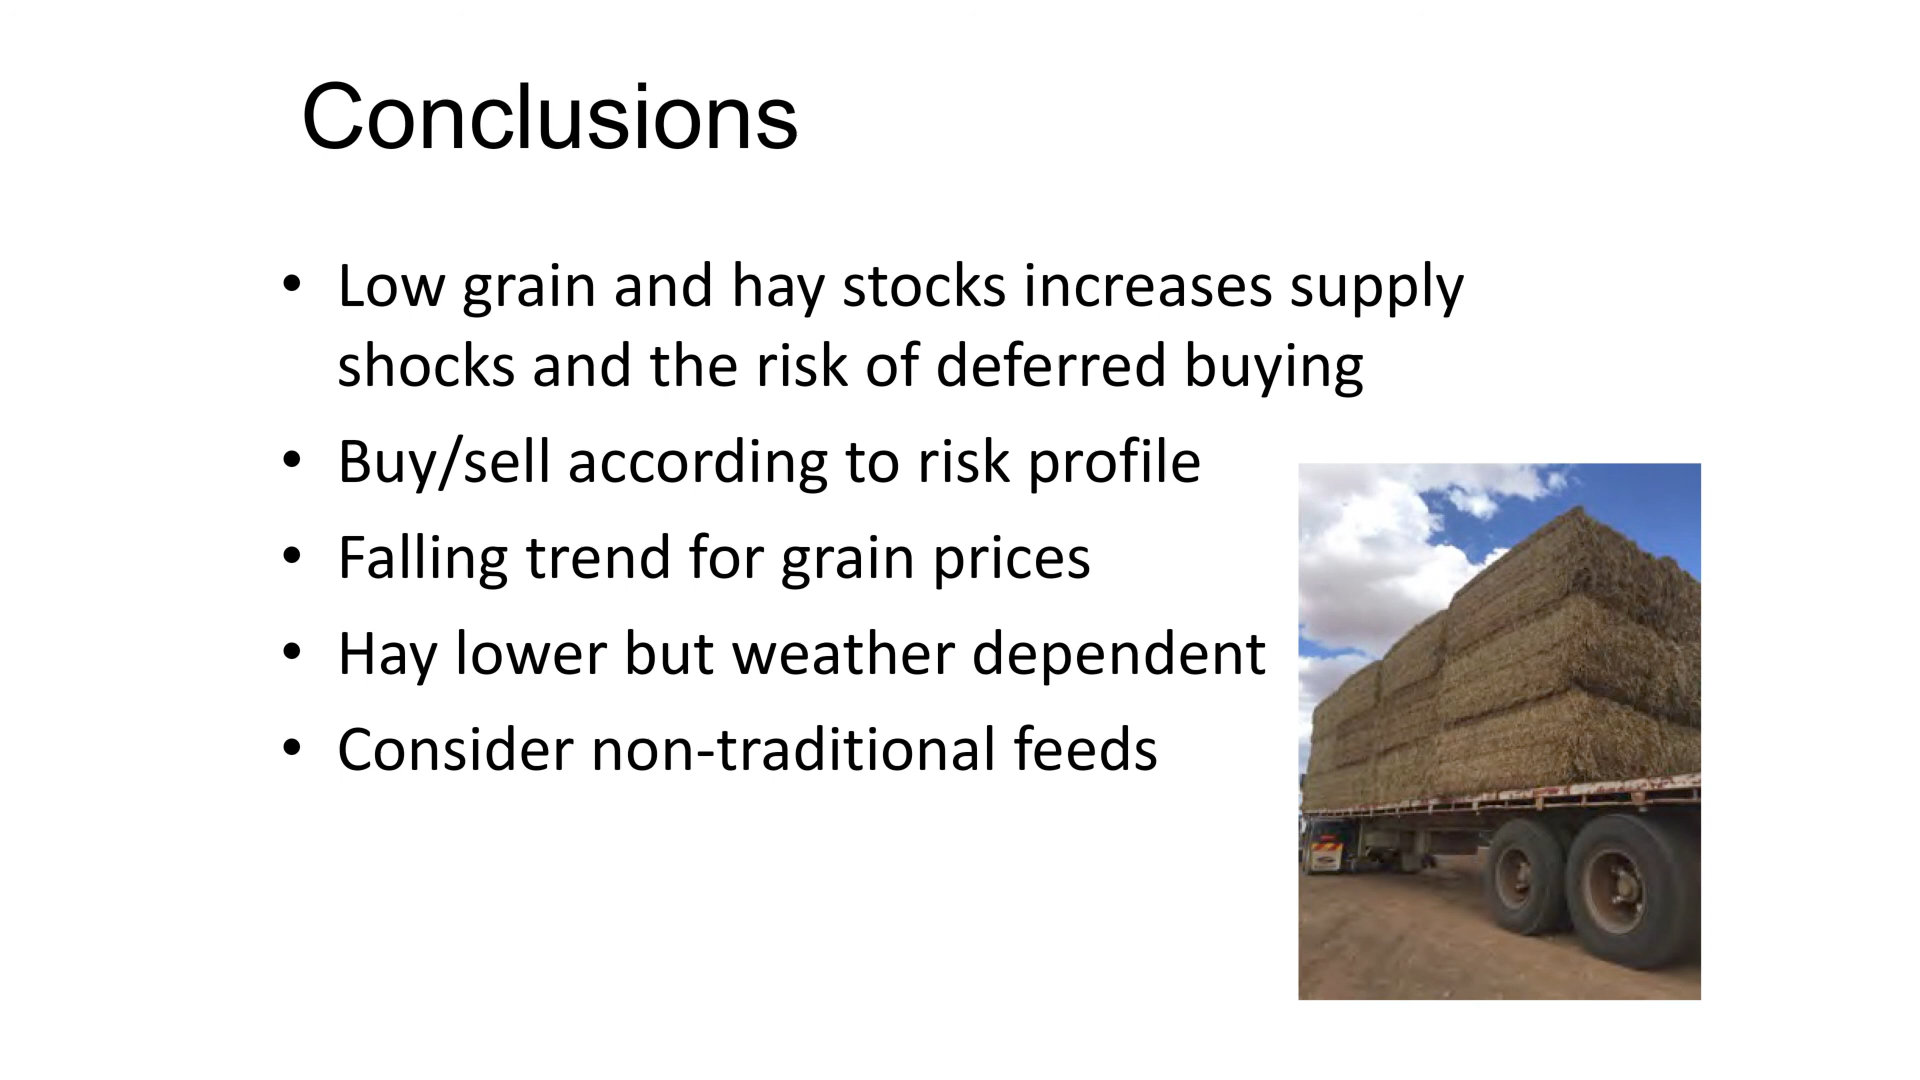 Conclusions
• Low grain and hay stocks increases supply
shocks and the risk of deferred buying
• Buy/sell according to risk profile
• Falling trend for grain prices
• Hay lower but weather dependent
• Consider non-traditional feeds